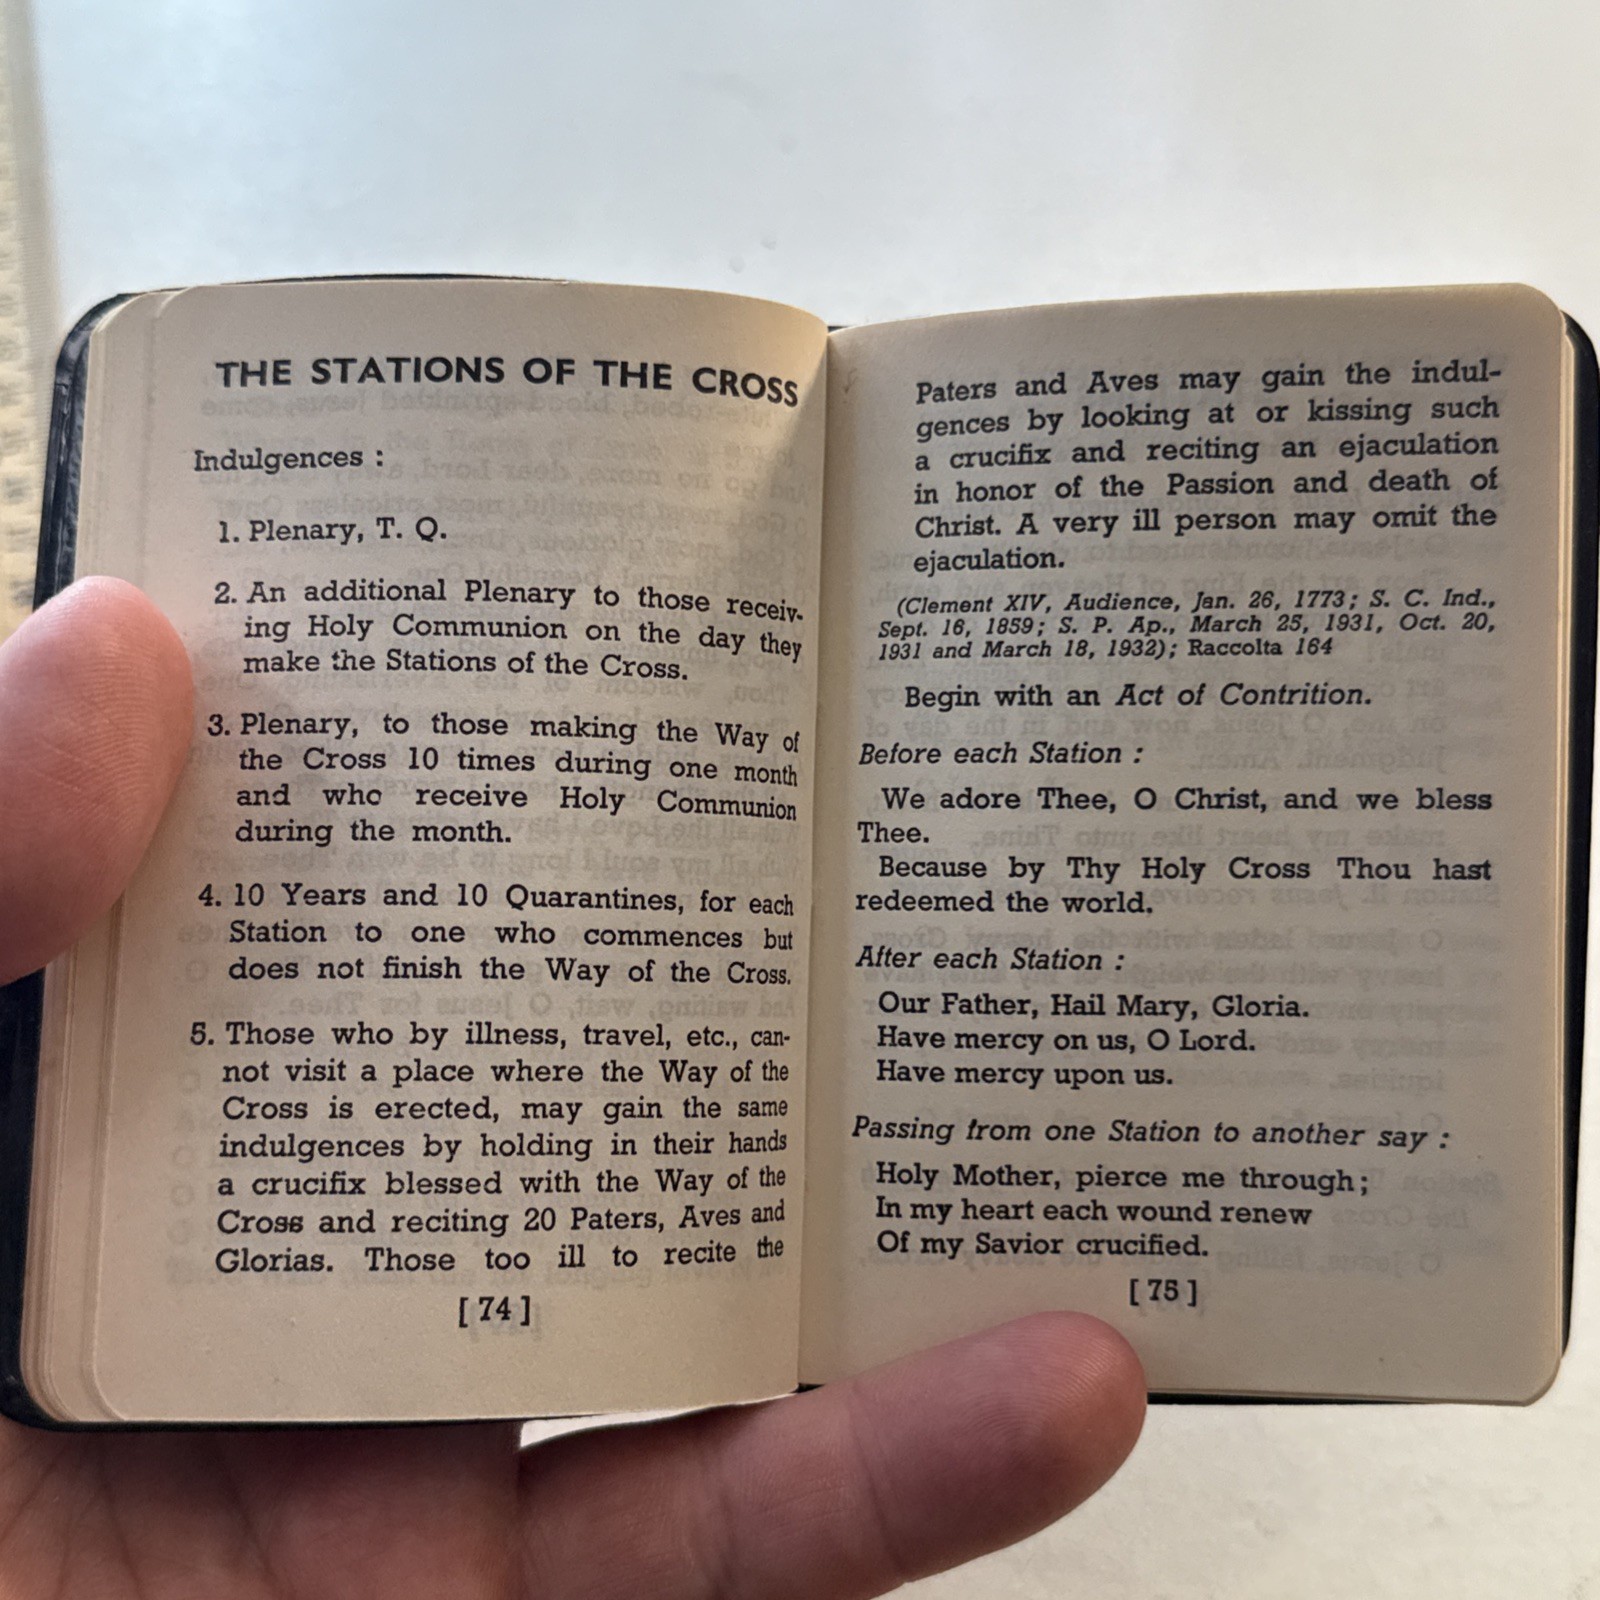 THE STATIONS OF THE CROSS
Indulgences :
1. Plenary, T. Q.
2. An additional Plenary to those receiv-
ing Holy Communion on the day they
make the Stations of the Cross.
3. Plenary, to those making the Way of
the Cross 10 times during one month
and who receive Holy Communion
during the month.
4. 10 Years and 10 Quarantines, for each
Station to one who commences but
does not finish the Way of the Cross.
5. Those who by illness, travel, etc., can-
not visit a place where the Way of the
Cross is erected, may gain the same
indulgences by holding in their hands
a crucifix blessed with the Way of the
Cross and reciting 20 Paters, Aves and
Glorias. Those too ill to recite the
[ 74 ]
Paters and Aves may gain the indul-
gences by looking at or kissing such
a crucifix and reciting an ejaculation
in honor of the Passion and death of
Christ. A very ill person may omit the
ejaculation.
(Clement XIV, Audience, Jan. 26, 1773; S. C. Ind.,
Sept. 16, 1859; S. P. Ap., March 25, 1931, Oct. 20,
1931 and March 18, 1932); Raccolta 164
Begin with an Act of Contrition.
Before each Station :
We adore Thee, O Christ, and we bless
Thee.
Because by Thy Holy Cross Thou hast
redeemed the world.
After each Station :
Our Father, Hail Mary, Gloria.
Have mercy on us, O Lord.
Have mercy upon us.
Passing from one Station to another say :
Holy Mother, pierce me through;
In my heart each wound renew
Of my Savior crucified.
[ 75 ]